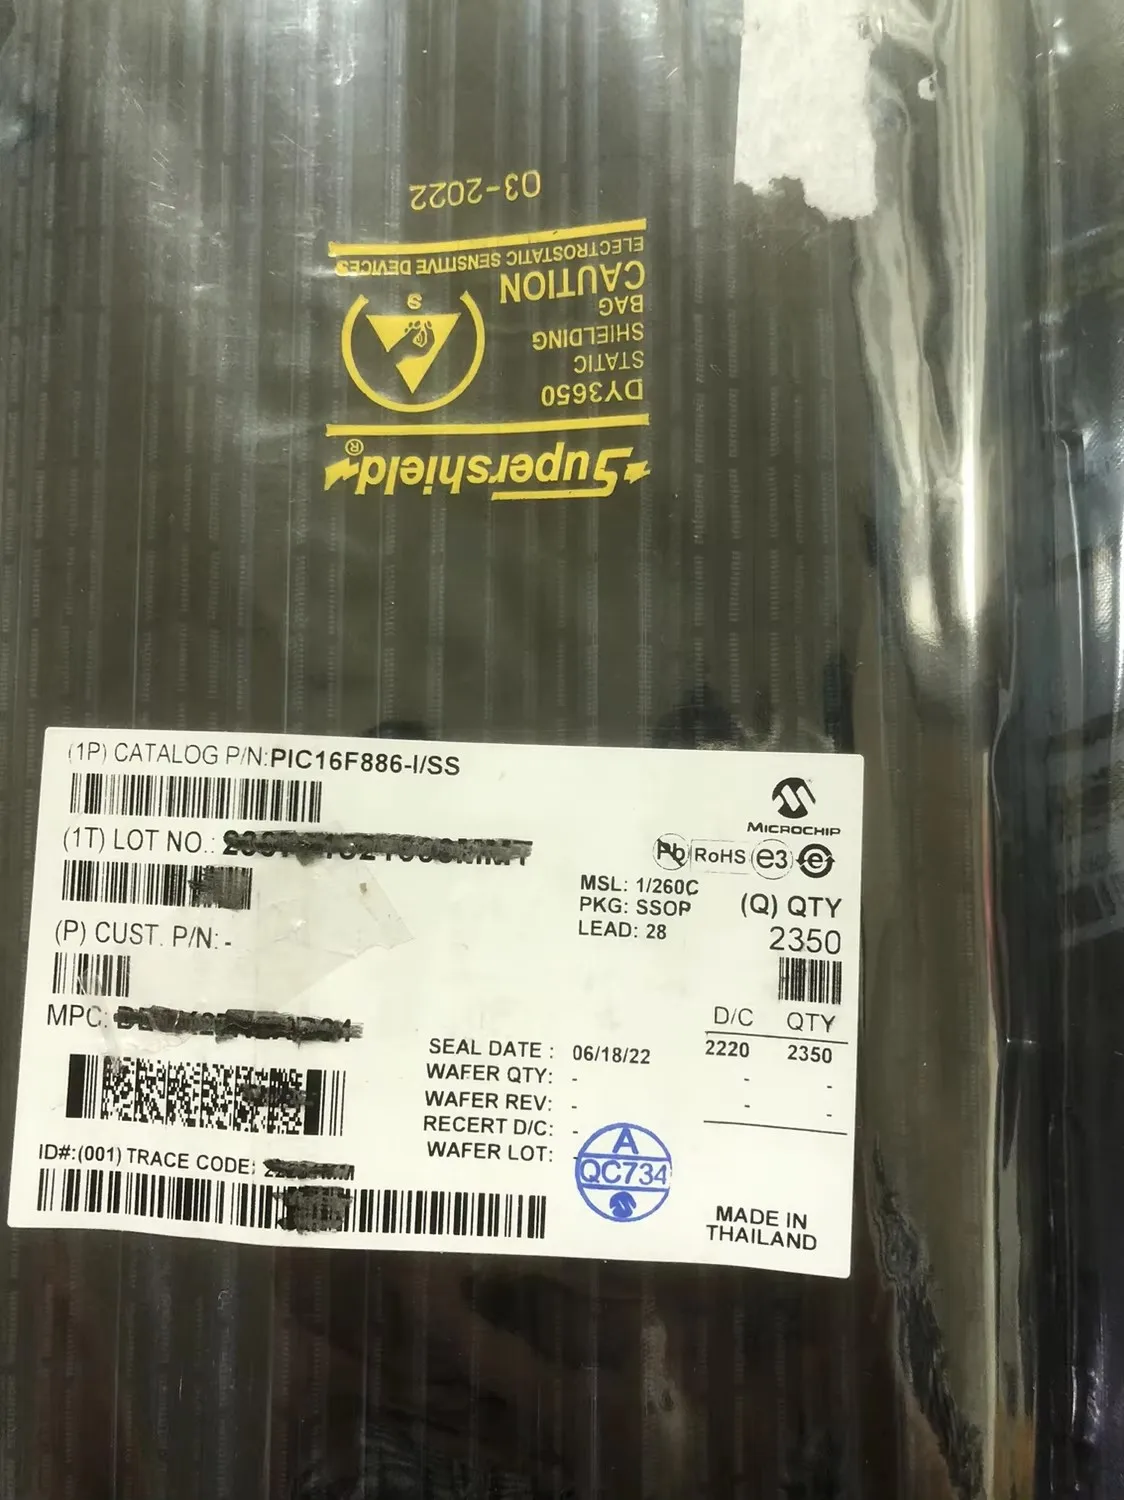 03-2022
ELECTROSTATIC SENSITIVE DEVICES
CAUTION
BAG
SHIELDING
STATIC
DY3650
Supershield®
(1P) CATALOG P/N:PIC16F886-I/SS
MICROCHIP
(1T) LOT NO.:
Pb RoHS e3 e
MSL: 1/260C
PKG: SSOP
LEAD: 28
(Q) QTY
2350
(P) CUST. P/N: -
MPC:
D/C QTY
2220 2350
- -
- -
SEAL DATE : 06/18/22
WAFER QTY: -
WAFER REV: -
RECERT D/C: -
WAFER LOT:
A
QC734
ID#:(001) TRACE CODE:
MADE IN
THAILAND